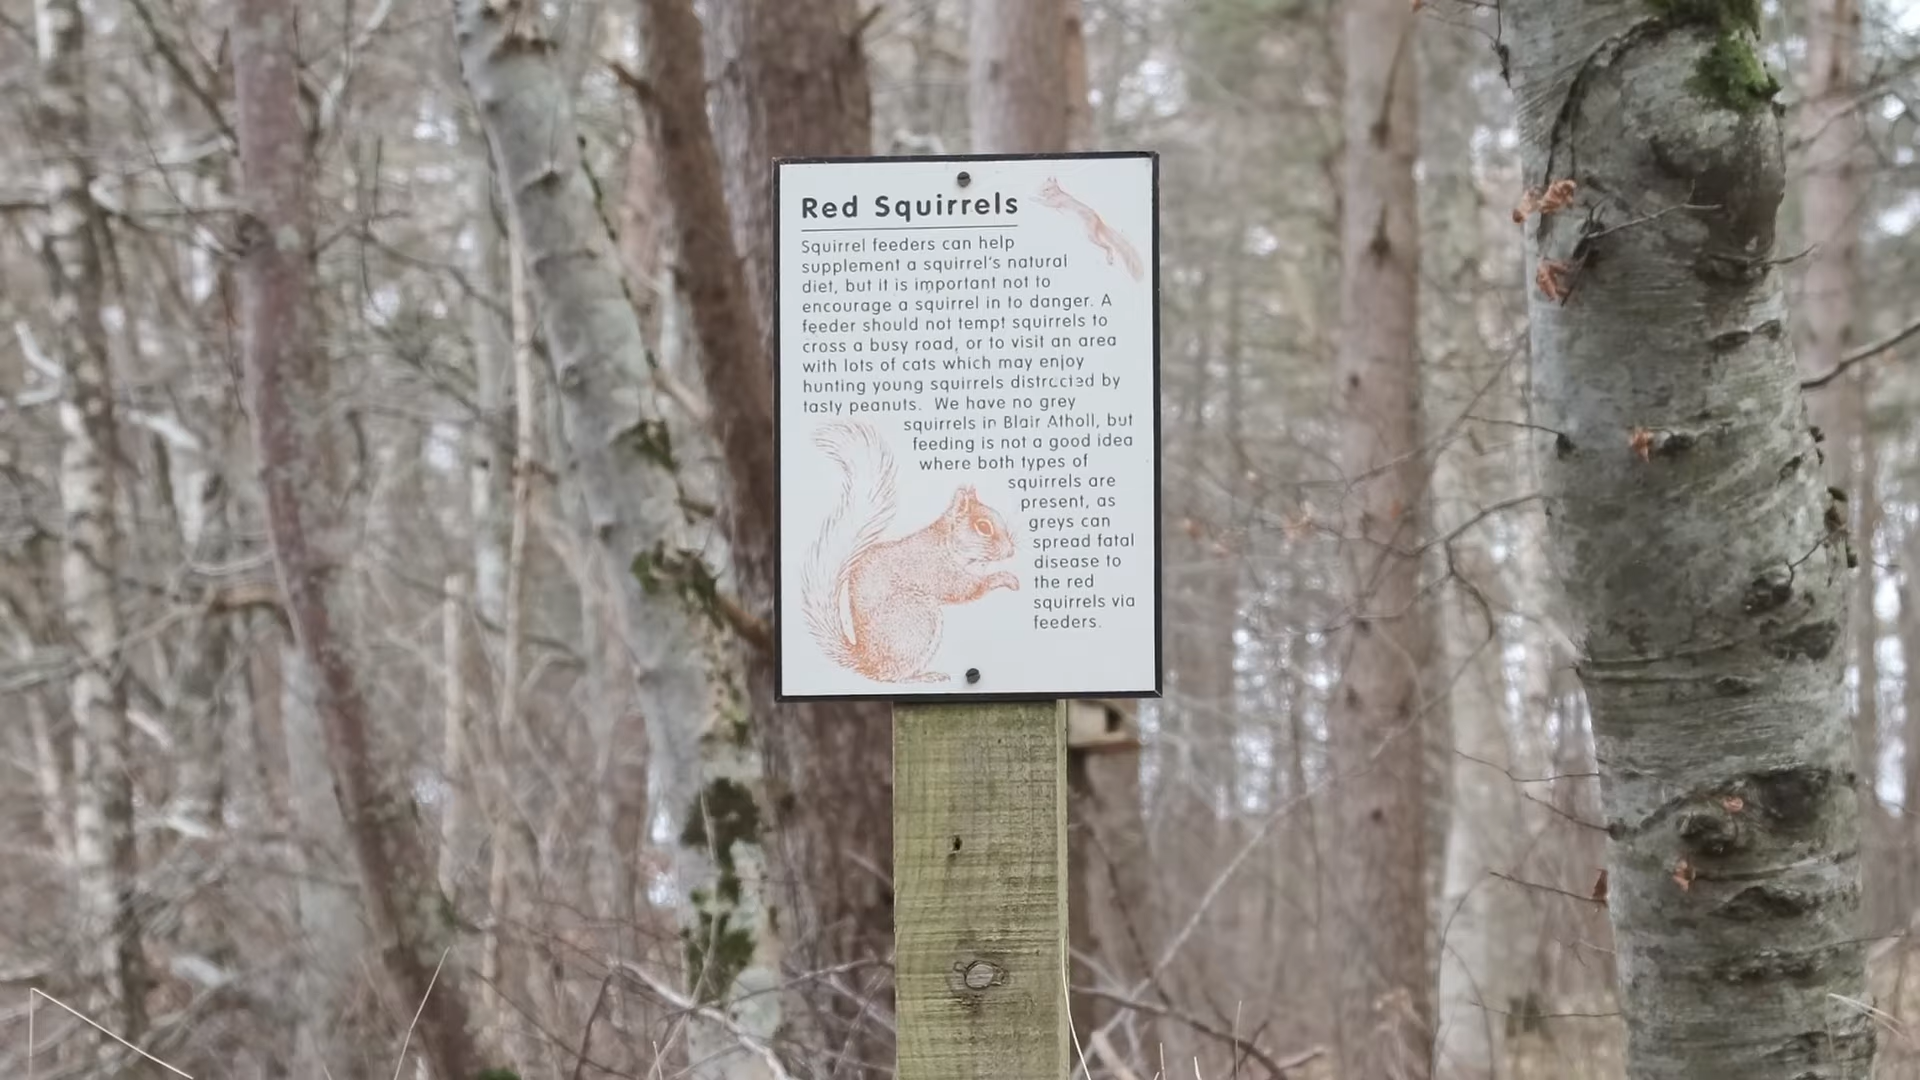 Red Squirrels
Squirrel feeders can help
supplement a squirrel's natural
diet, but it is important not to
encourage a squirrel in to danger. A
feeder should not tempt squirrels to
cross a busy road, or to visit an area
with lots of cats which may enjoy
hunting young squirrels distracted by
tasty peanuts. We have no grey
squirrels in Blair Atholl, but
feeding is not a good idea
where both types of
squirrels are
present, as
greys can
spread fatal
disease to
the red
squirrels via
feeders.